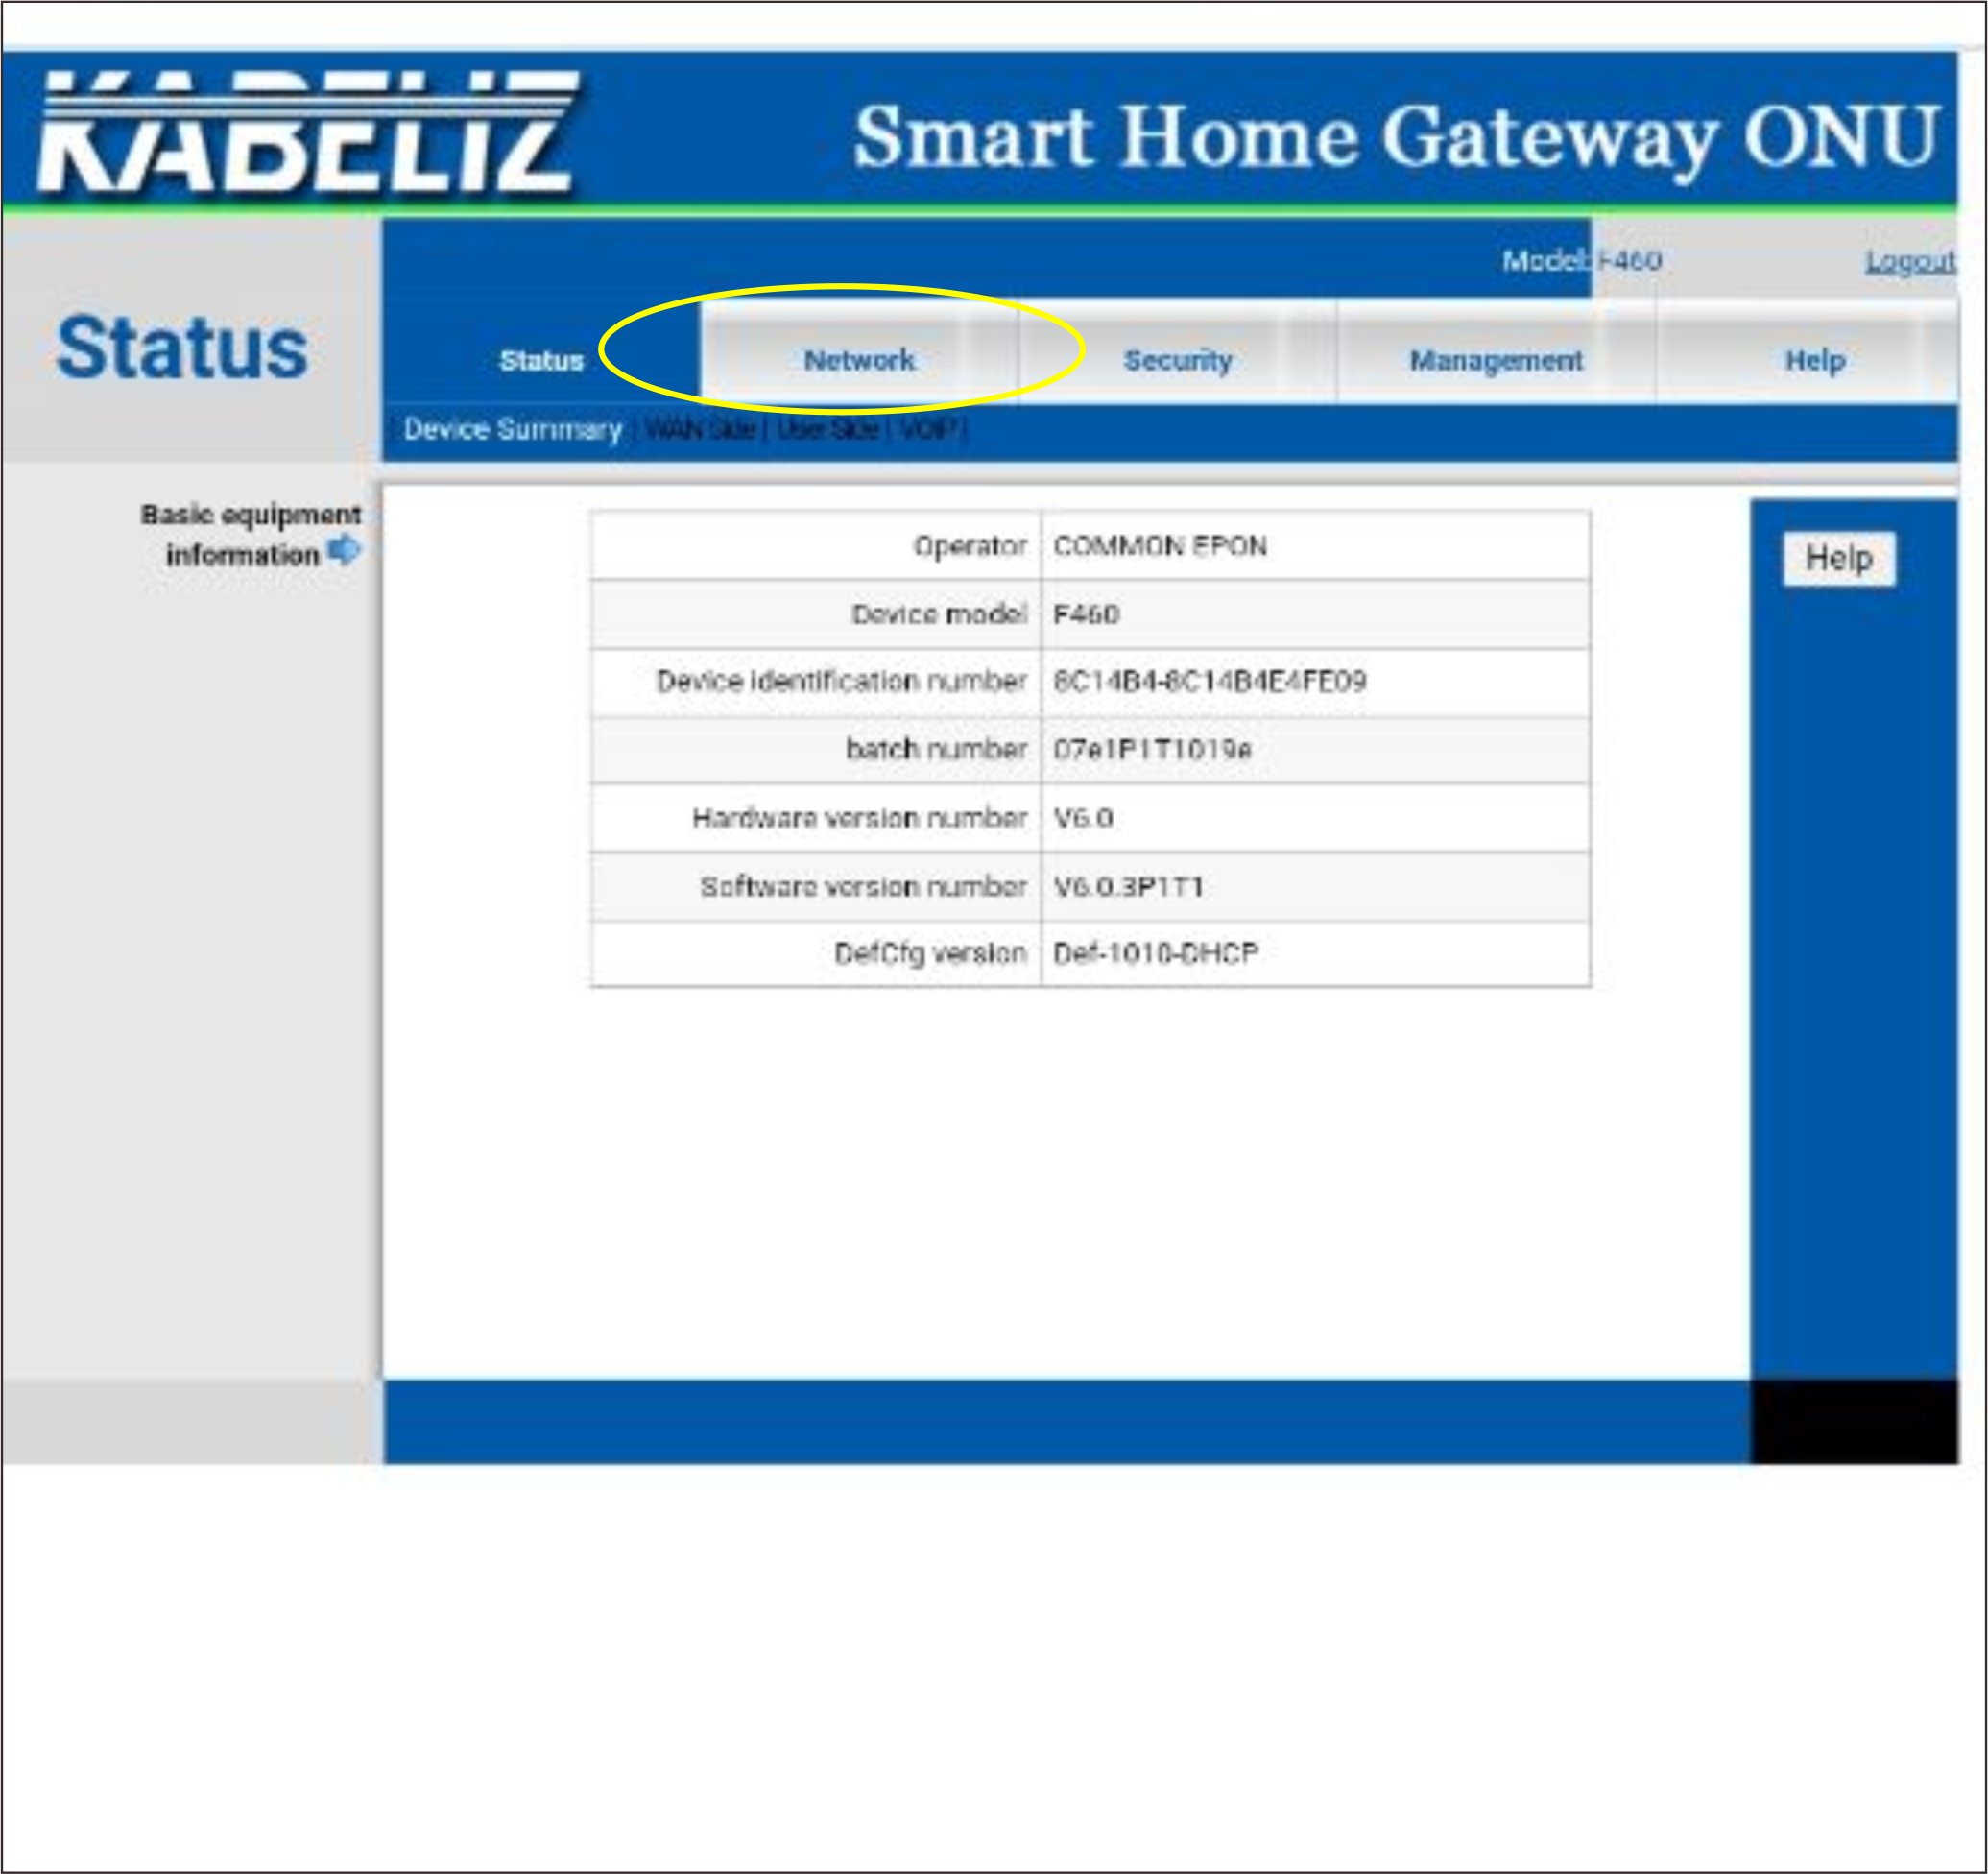 KABELIZ
Smart Home Gateway ONU
Model: F460
Logout
Status
Status
Network
Security
Management
Help
Device Summary | WAN Side | User Side | VOIP |
Basic equipment
information
Operator COMMON EPON
Device model F460
Device identification number 8C14B4-8C14B4E4FE09
batch number 07e1P1T1019e
Hardware version number V6.0
Software version number V6.0.3P1T1
DefCfg version Def-1010-DHCP
Help